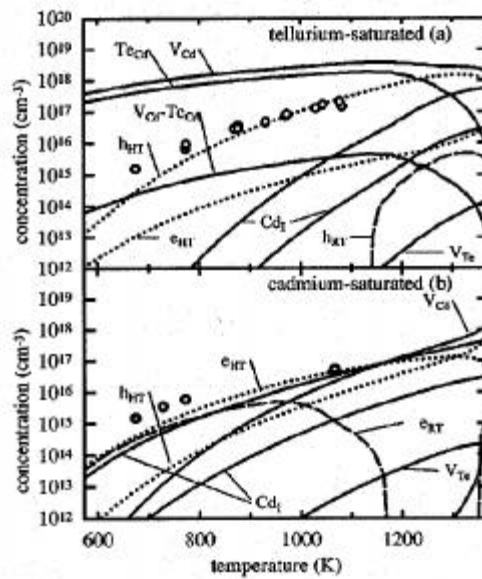 10²⁰
10¹⁹
10¹⁸
10¹⁷
10¹⁶
10¹⁵
10¹⁴
10¹³
10¹²
concentration (cm⁻³)
Te_Cd V_Cd tellurium-saturated (a)
V_Cd-Te_Cd
h_HT
e_HT
Cd_I
h_RT
V_Te
10¹⁹
10¹⁸
10¹⁷
10¹⁶
10¹⁵
10¹⁴
10¹³
10¹²
concentration (cm⁻³)
cadmium-saturated (b)
V_Cd
e_HT
h_HT
e_RT
V_Te
Cd_I
600 800 1000 1200
temperature (K)